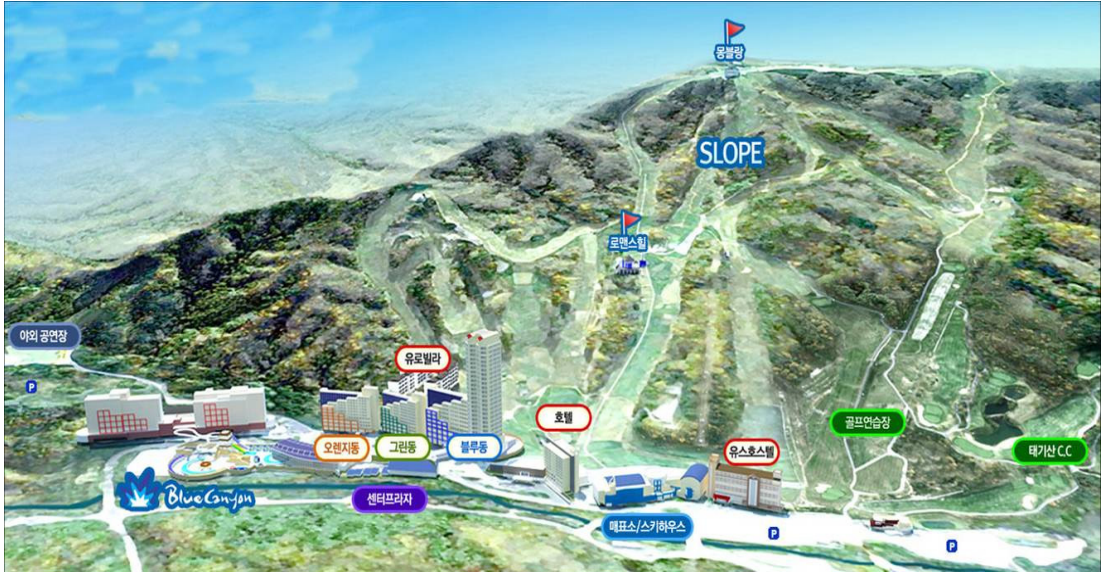 몽블랑
SLOPE
로맨스힐
야외 공연장
P
유로빌라
호텔
오렌지동
그린동
블루동
유스호스텔
골프연습장
태기산 C.C
BlueCanyon
센터프라자
매표소/스키하우스
P
P